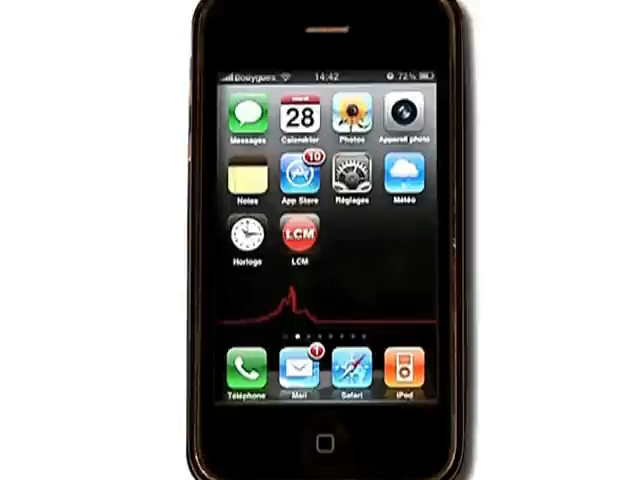 Bouygues 14:42 72%
28
Messages Calendrier Photos Appareil photo
10
Notes App Store Réglages Météo
LCM
Horloge LCM
1
Téléphone Mail Safari iPod